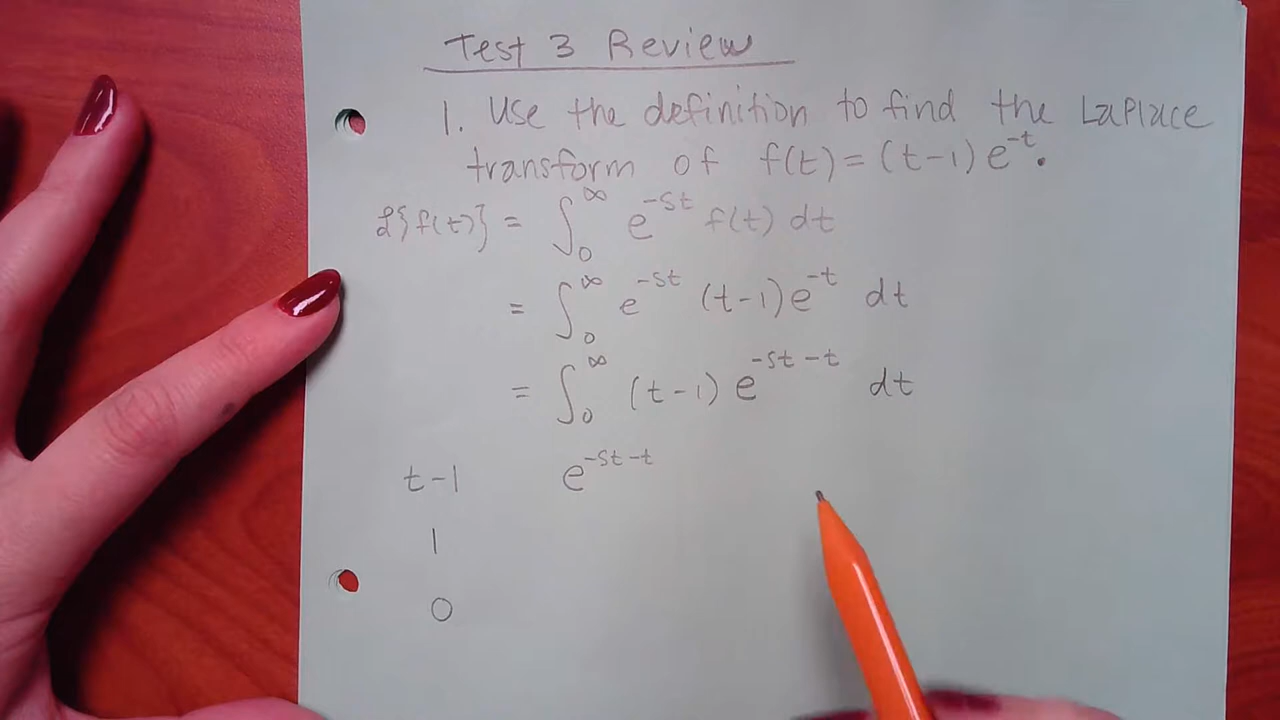 Test 3 Review
1. Use the definition to find the LaPlace
transform of f(t) = (t-1) e^{-t}.
ℒ{f(t)} = ∫_0^∞ e^{-st} f(t) dt
= ∫_0^∞ e^{-st} (t-1) e^{-t} dt
= ∫_0^∞ (t-1) e^{-st-t} dt
t-1 e^{-st-t}
1
0